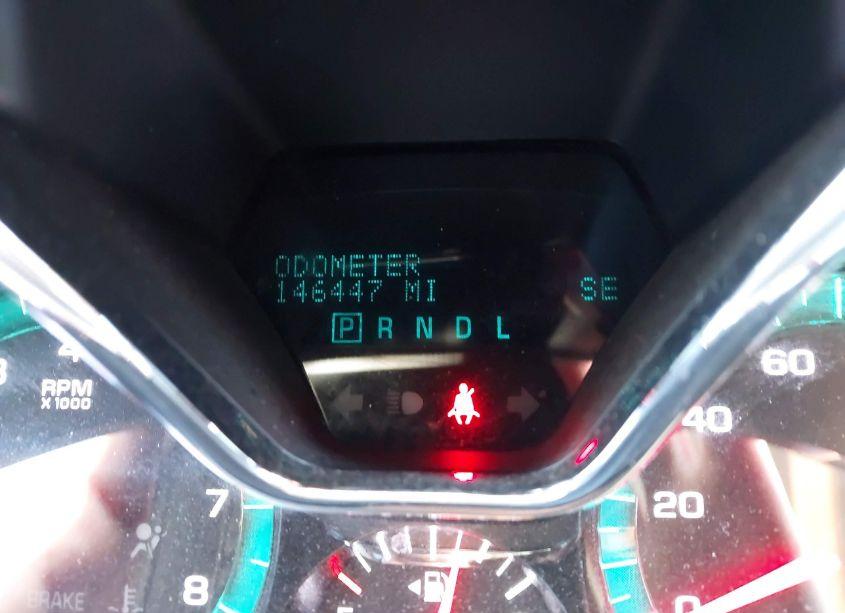 ODOMETER
146447 MI SE
P R N D L
4
RPM
X1000
7
8
60
40
20
0
BRAKE